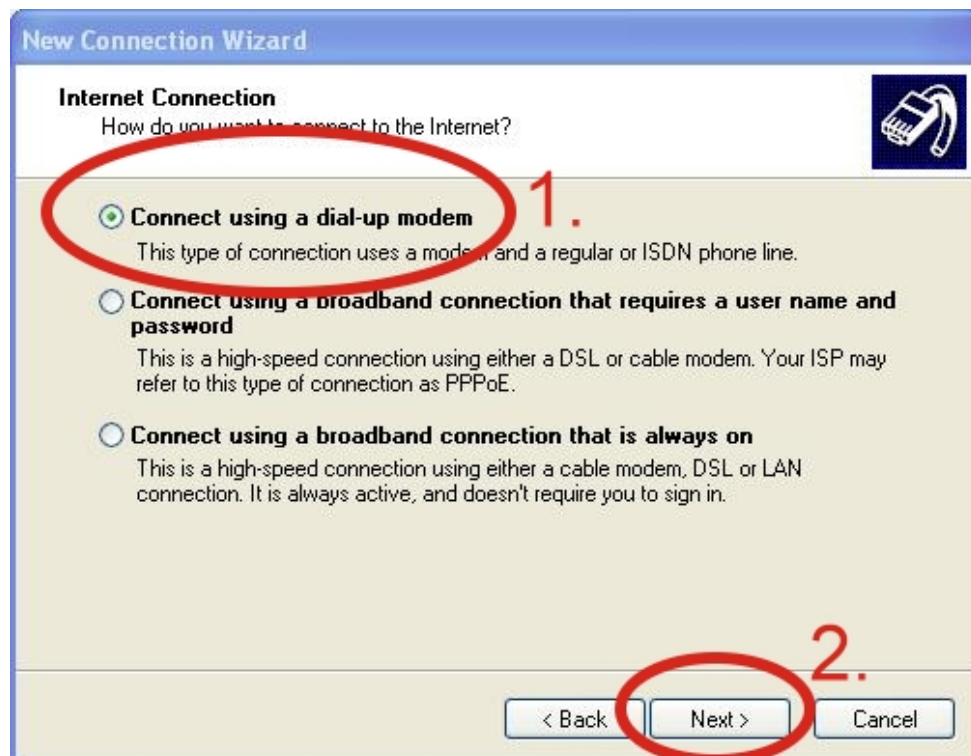 New Connection Wizard
Internet Connection
How do you want to connect to the Internet?
1.
Connect using a dial-up modem
This type of connection uses a modem and a regular or ISDN phone line.
Connect using a broadband connection that requires a user name and
password
This is a high-speed connection using either a DSL or cable modem. Your ISP may
refer to this type of connection as PPPoE.
Connect using a broadband connection that is always on
This is a high-speed connection using either a cable modem, DSL or LAN
connection. It is always active, and doesn't require you to sign in.
2.
< Back Next > Cancel